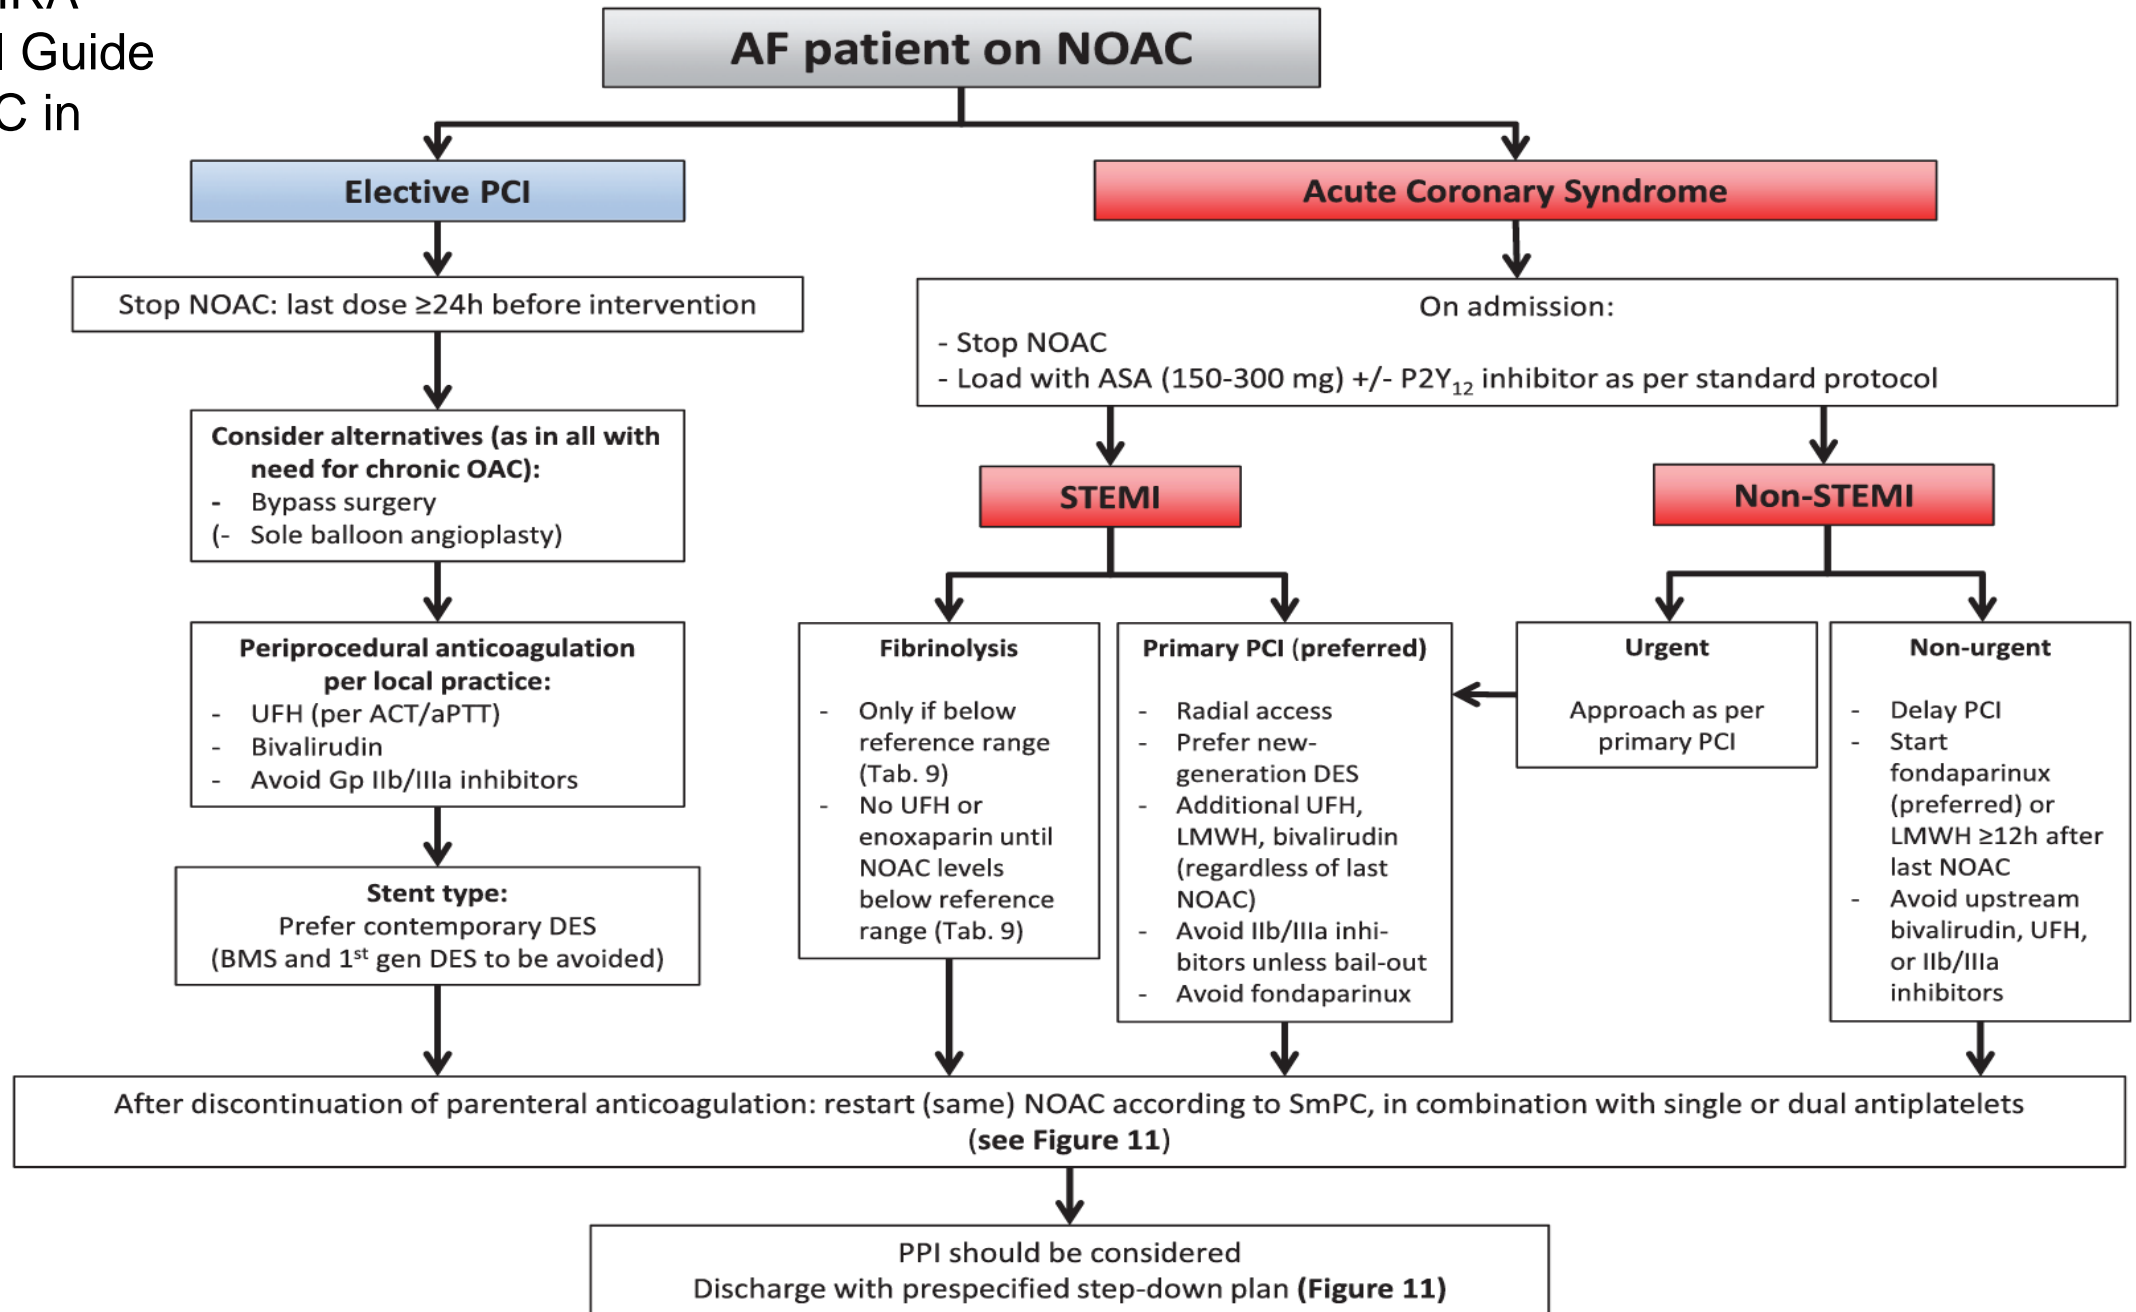 I Guide
C in
AF patient on NOAC
Elective PCI
Acute Coronary Syndrome
Stop NOAC: last dose ≥24h before intervention
On admission:
- Stop NOAC
- Load with ASA (150-300 mg) +/- P2Y₁₂ inhibitor as per standard protocol
Consider alternatives (as in all with
need for chronic OAC):
- Bypass surgery
(- Sole balloon angioplasty)
STEMI
Non-STEMI
Periprocedural anticoagulation
per local practice:
- UFH (per ACT/aPTT)
- Bivalirudin
- Avoid Gp IIb/IIIa inhibitors
Fibrinolysis
- Only if below
reference range
(Tab. 9)
- No UFH or
enoxaparin until
NOAC levels
below reference
range (Tab. 9)
Primary PCI (preferred)
- Radial access
- Prefer new-
generation DES
- Additional UFH,
LMWH, bivalirudin
(regardless of last
NOAC)
- Avoid IIb/IIIa inhi-
bitors unless bail-out
- Avoid fondaparinux
Urgent
Approach as per
primary PCI
Non-urgent
- Delay PCI
- Start
fondaparinux
(preferred) or
LMWH ≥12h after
last NOAC
- Avoid upstream
bivalirudin, UFH,
or IIb/IIIa
inhibitors
Stent type:
Prefer contemporary DES
(BMS and 1st gen DES to be avoided)
After discontinuation of parenteral anticoagulation: restart (same) NOAC according to SmPC, in combination with single or dual antiplatelets
(see Figure 11)
PPI should be considered
Discharge with prespecified step-down plan (Figure 11)